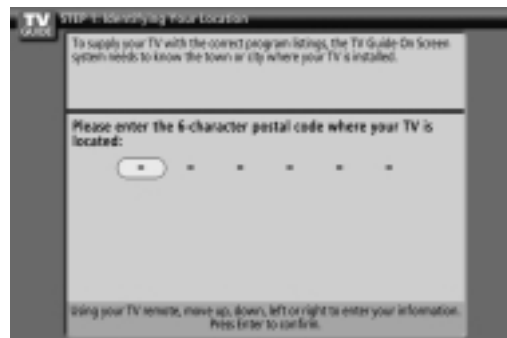 TV
GUIDE
STEP 1: Identifying Your Location
To supply your TV with the correct program listings, the TV Guide On Screen
system needs to know the town or city where your TV is installed.
Please enter the 6-character postal code where your TV is
located:
- - - - - -
Using your TV remote, move up, down, left or right to enter your information.
Press Enter to confirm.